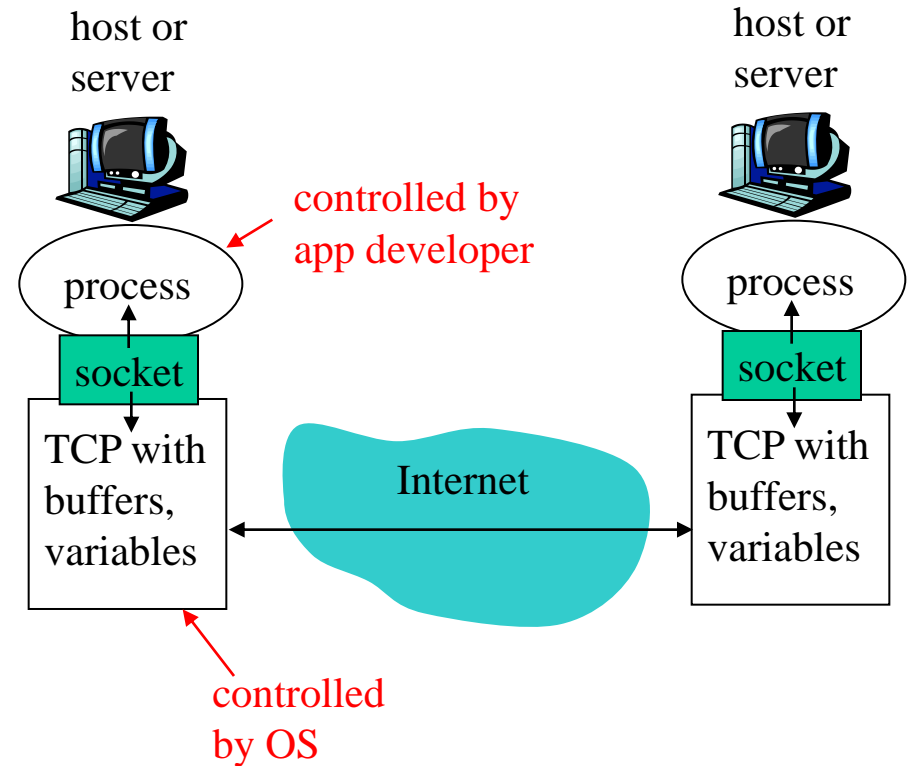 host or
server
host or
server
controlled by
app developer
process
process
socket
socket
TCP with
buffers,
variables
Internet
TCP with
buffers,
variables
controlled
by OS